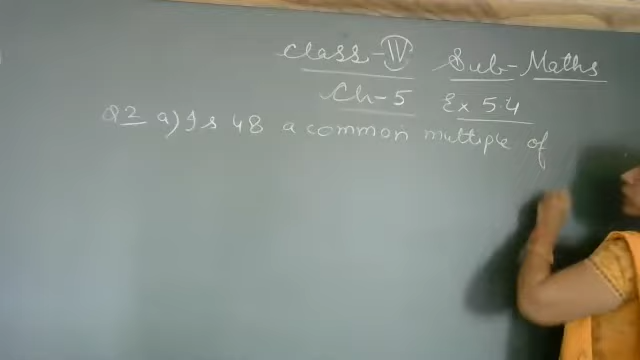 Class-IV Sub-Maths
Ch-5 Ex 5.4
Q2 a) Is 48 a common multiple of